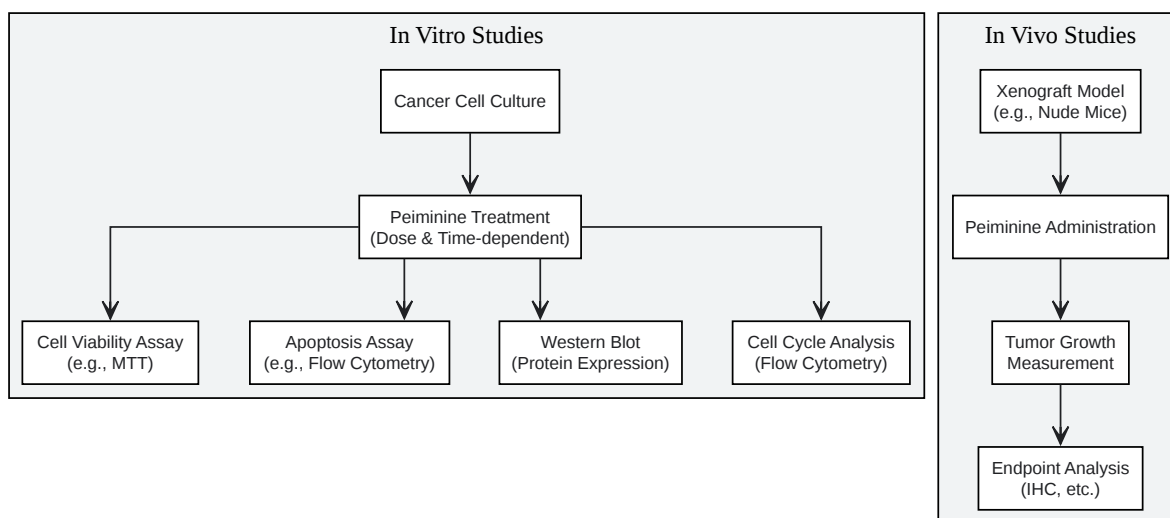 In Vitro Studies
Cancer Cell Culture
Peiminine Treatment
(Dose & Time-dependent)
Cell Viability Assay
(e.g., MTT)
Apoptosis Assay
(e.g., Flow Cytometry)
Western Blot
(Protein Expression)
Cell Cycle Analysis
(Flow Cytometry)
In Vivo Studies
Xenograft Model
(e.g., Nude Mice)
Peiminine Administration
Tumor Growth
Measurement
Endpoint Analysis
(IHC, etc.)